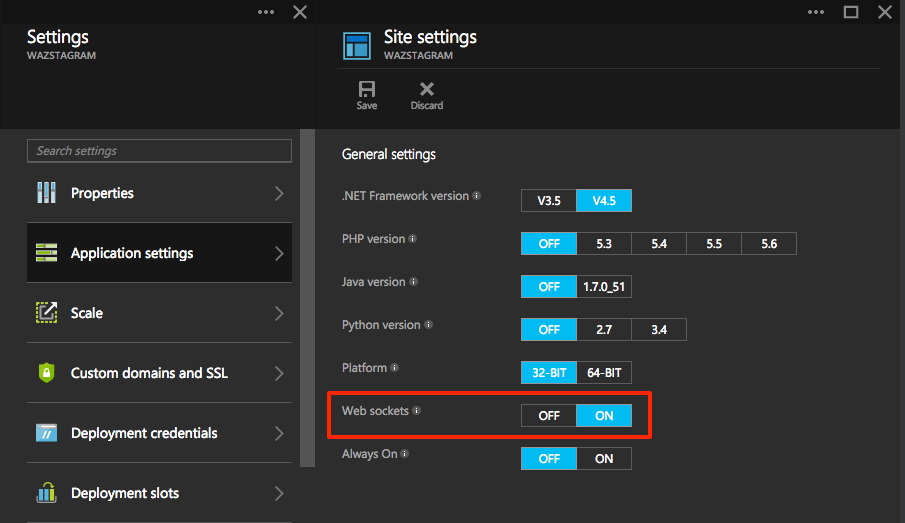 Settings
WAZSTAGRAM
Search settings
Properties
Application settings
Scale
Custom domains and SSL
Deployment credentials
Deployment slots
Site settings
WAZSTAGRAM
Save Discard
General settings
.NET Framework version V3.5 V4.5
PHP version OFF 5.3 5.4 5.5 5.6
Java version OFF 1.7.0_51
Python version OFF 2.7 3.4
Platform 32-BIT 64-BIT
Web sockets OFF ON
Always On OFF ON